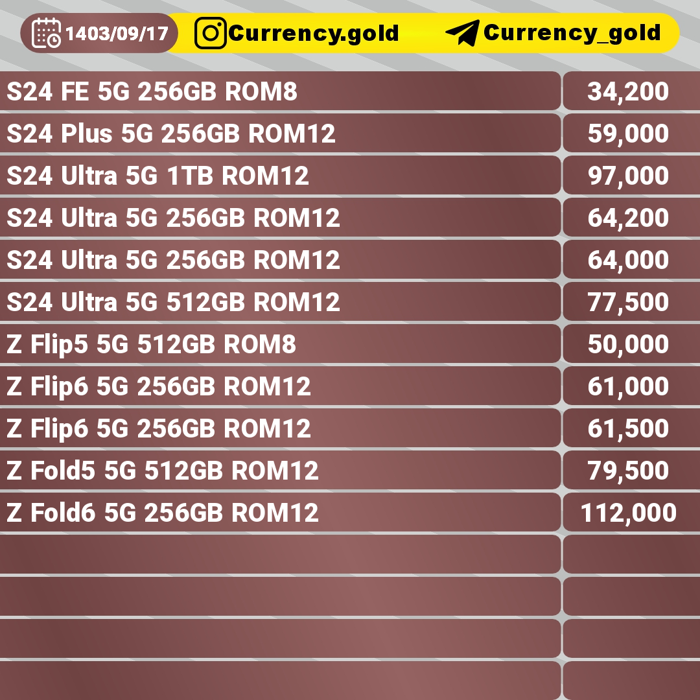 1403/09/17 Currency.gold Currency_gold
S24 FE 5G 256GB ROM8 34,200
S24 Plus 5G 256GB ROM12 59,000
S24 Ultra 5G 1TB ROM12 97,000
S24 Ultra 5G 256GB ROM12 64,200
S24 Ultra 5G 256GB ROM12 64,000
S24 Ultra 5G 512GB ROM12 77,500
Z Flip5 5G 512GB ROM8 50,000
Z Flip6 5G 256GB ROM12 61,000
Z Flip6 5G 256GB ROM12 61,500
Z Fold5 5G 512GB ROM12 79,500
Z Fold6 5G 256GB ROM12 112,000